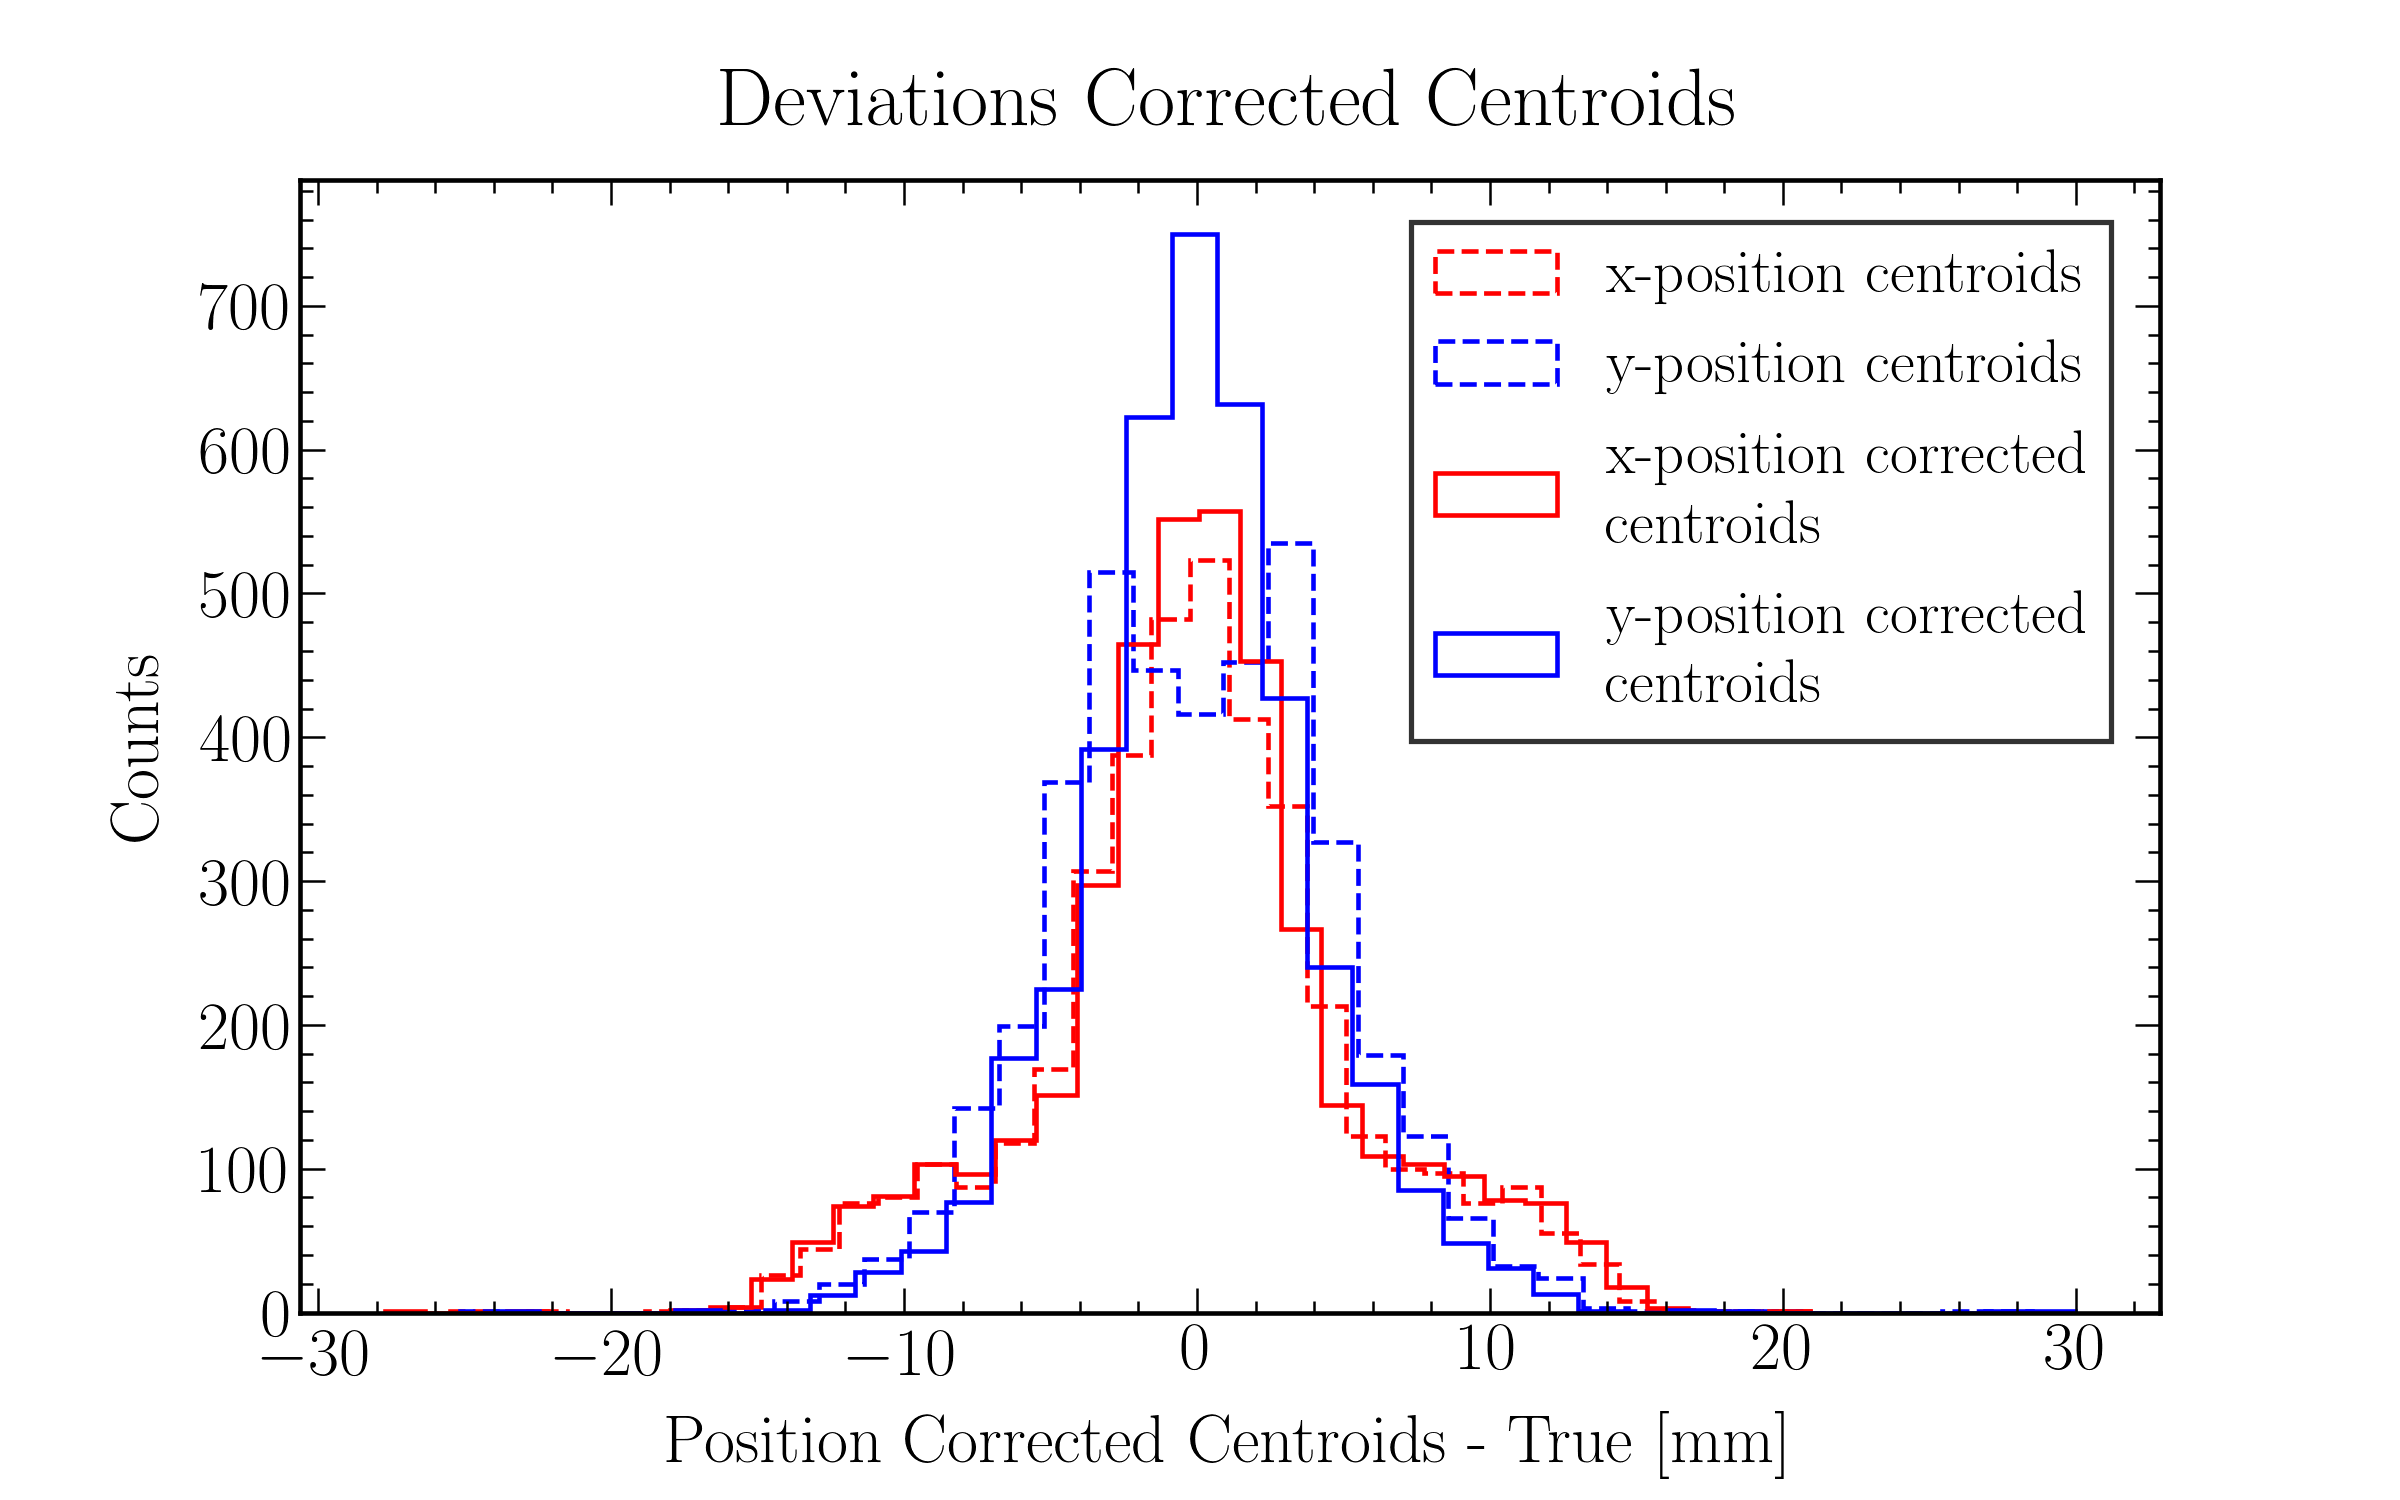 Deviations Corrected Centroids
x-position centroids
y-position centroids
x-position corrected
centroids
y-position corrected
centroids
Counts
700
600
500
400
300
200
100
0
−30 −20 −10 0 10 20 30
Position Corrected Centroids - True [mm]